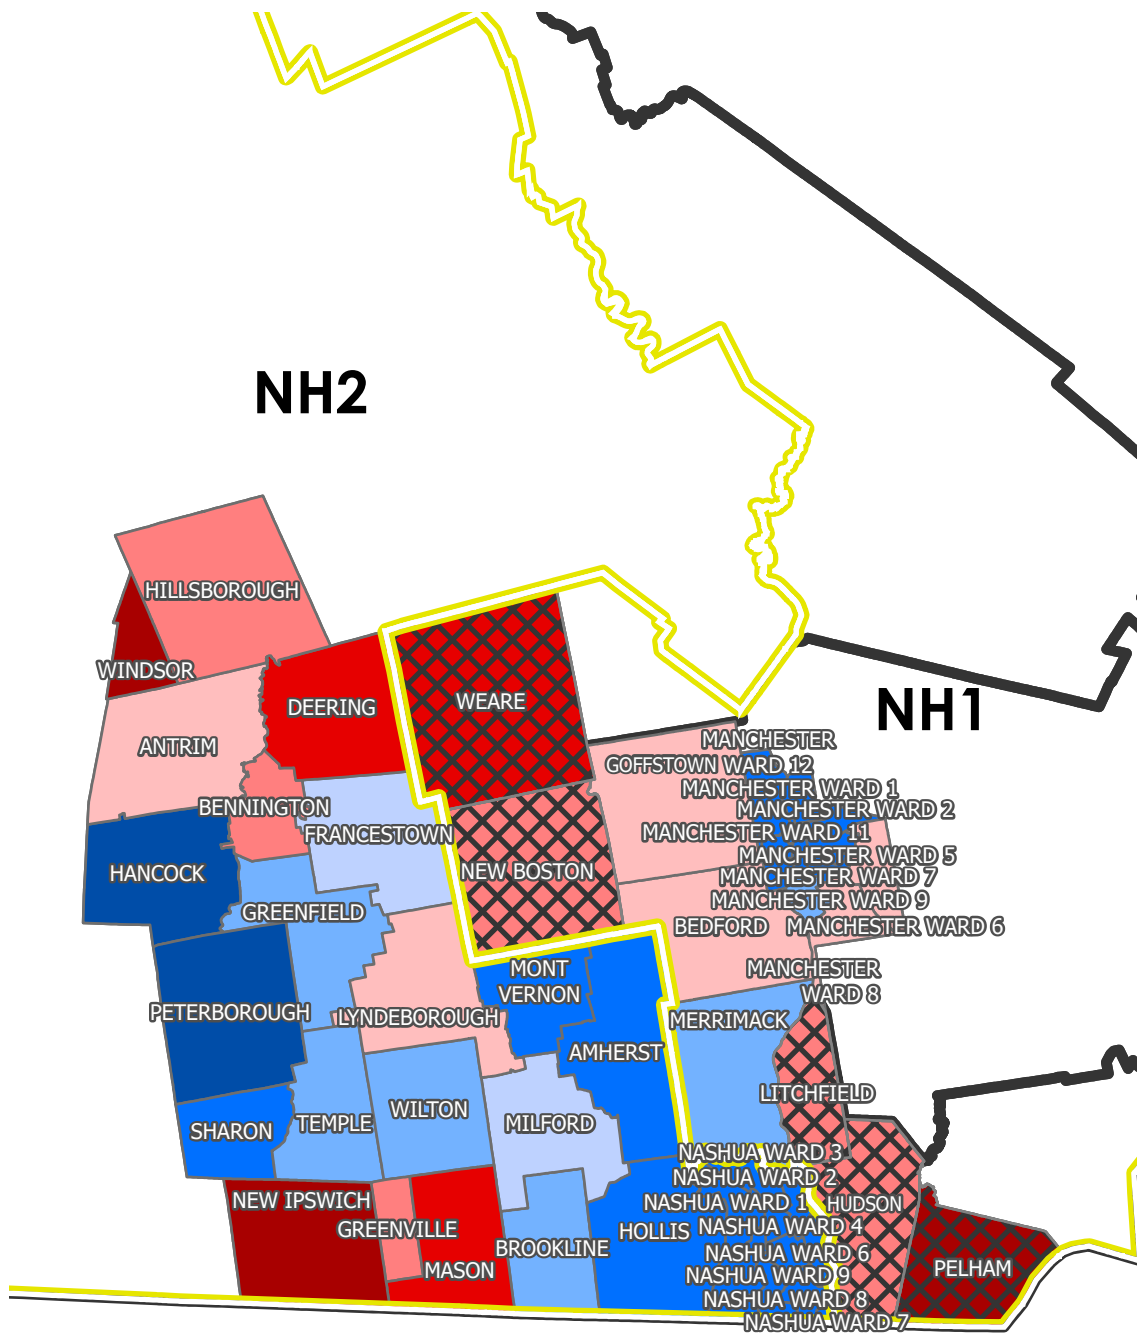 NH2
HILLSBOROUGH
WINDSOR
DEERING
WEARE
NH1
ANTRIM
MANCHESTER
GOFFSTOWN WARD 12
MANCHESTER WARD 1
BENNINGTON
MANCHESTER WARD 2
FRANCESTOWN
MANCHESTER WARD 11
MANCHESTER WARD 5
HANCOCK
NEW BOSTON
MANCHESTER WARD 7
MANCHESTER WARD 9
GREENFIELD
BEDFORD
MANCHESTER WARD 6
MONT
VERNON
MANCHESTER
WARD 8
PETERBOROUGH
LYNDEBOROUGH
MERRIMACK
AMHERST
LITCHFIELD
WILTON
TEMPLE
MILFORD
SHARON
NASHUA WARD 3
NASHUA WARD 2
NEW IPSWICH
NASHUA WARD 1
HUDSON
GREENVILLE
HOLLIS
NASHUA WARD 4
BROOKLINE
NASHUA WARD 6
MASON
PELHAM
NASHUA WARD 9
NASHUA WARD 8
NASHUA WARD 7